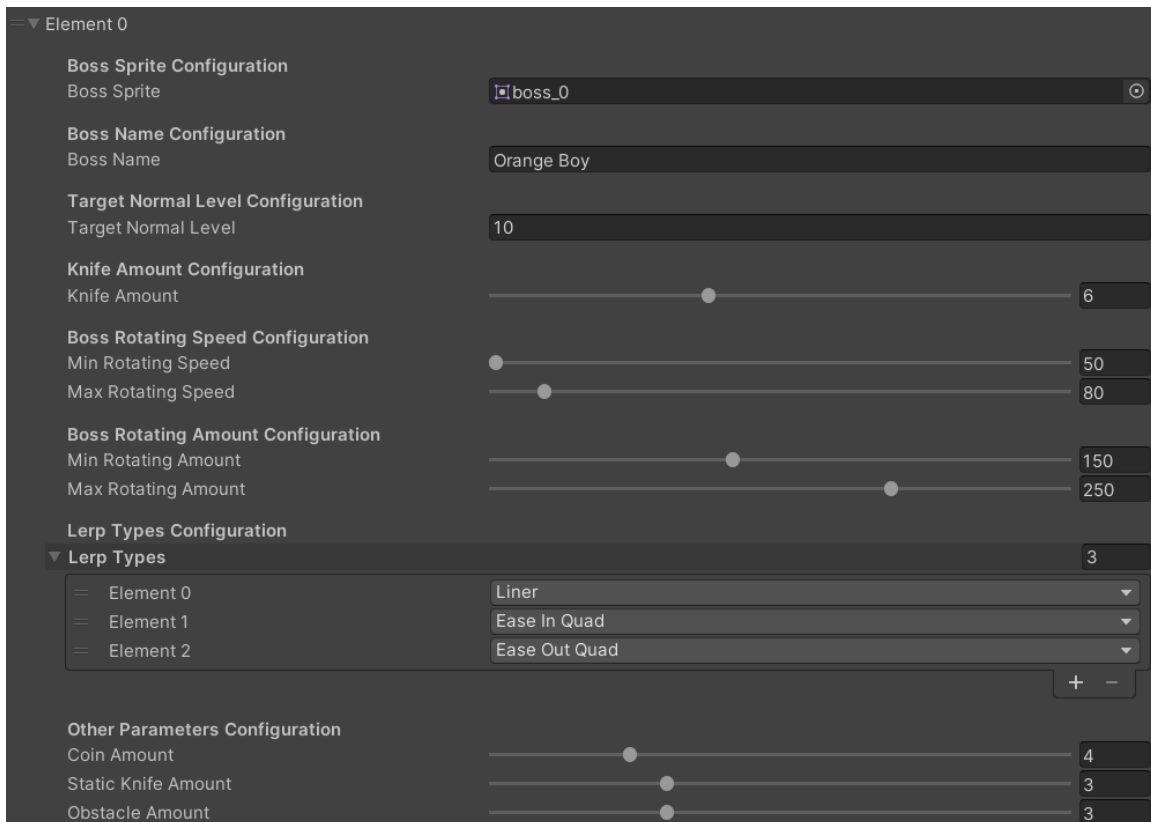 Element 0
Boss Sprite Configuration
Boss Sprite boss_0
Boss Name Configuration
Boss Name Orange Boy
Target Normal Level Configuration
Target Normal Level 10
Knife Amount Configuration
Knife Amount 6
Boss Rotating Speed Configuration
Min Rotating Speed 50
Max Rotating Speed 80
Boss Rotating Amount Configuration
Min Rotating Amount 150
Max Rotating Amount 250
Lerp Types Configuration
Lerp Types 3
Element 0 Liner
Element 1 Ease In Quad
Element 2 Ease Out Quad
+ −
Other Parameters Configuration
Coin Amount 4
Static Knife Amount 3
Obstacle Amount 3